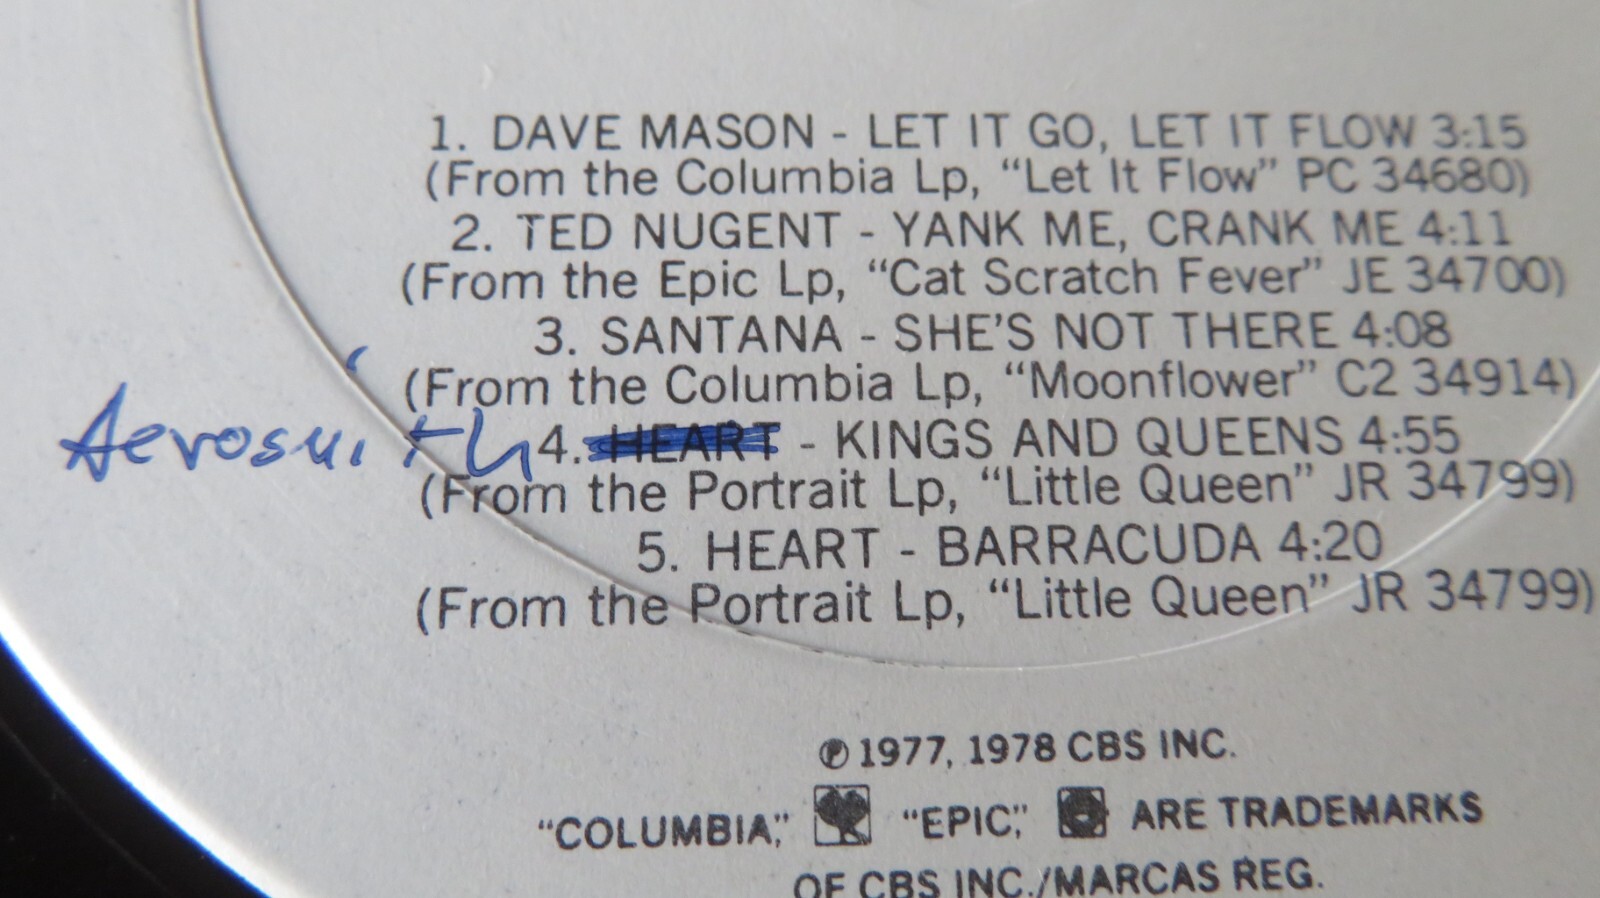 1. DAVE MASON - LET IT GO, LET IT FLOW 3:15
(From the Columbia Lp, "Let It Flow" PC 34680)
2. TED NUGENT - YANK ME, CRANK ME 4:11
(From the Epic Lp, "Cat Scratch Fever" JE 34700)
3. SANTANA - SHE'S NOT THERE 4:08
(From the Columbia Lp, "Moonflower" C2 34914)
Aerosmith 4. HEART - KINGS AND QUEENS 4:55
(From the Portrait Lp, "Little Queen" JR 34799)
5. HEART - BARRACUDA 4:20
(From the Portrait Lp, "Little Queen" JR 34799)
℗ 1977, 1978 CBS INC.
"COLUMBIA," "EPIC," ARE TRADEMARKS
OF CBS INC./MARCAS REG.